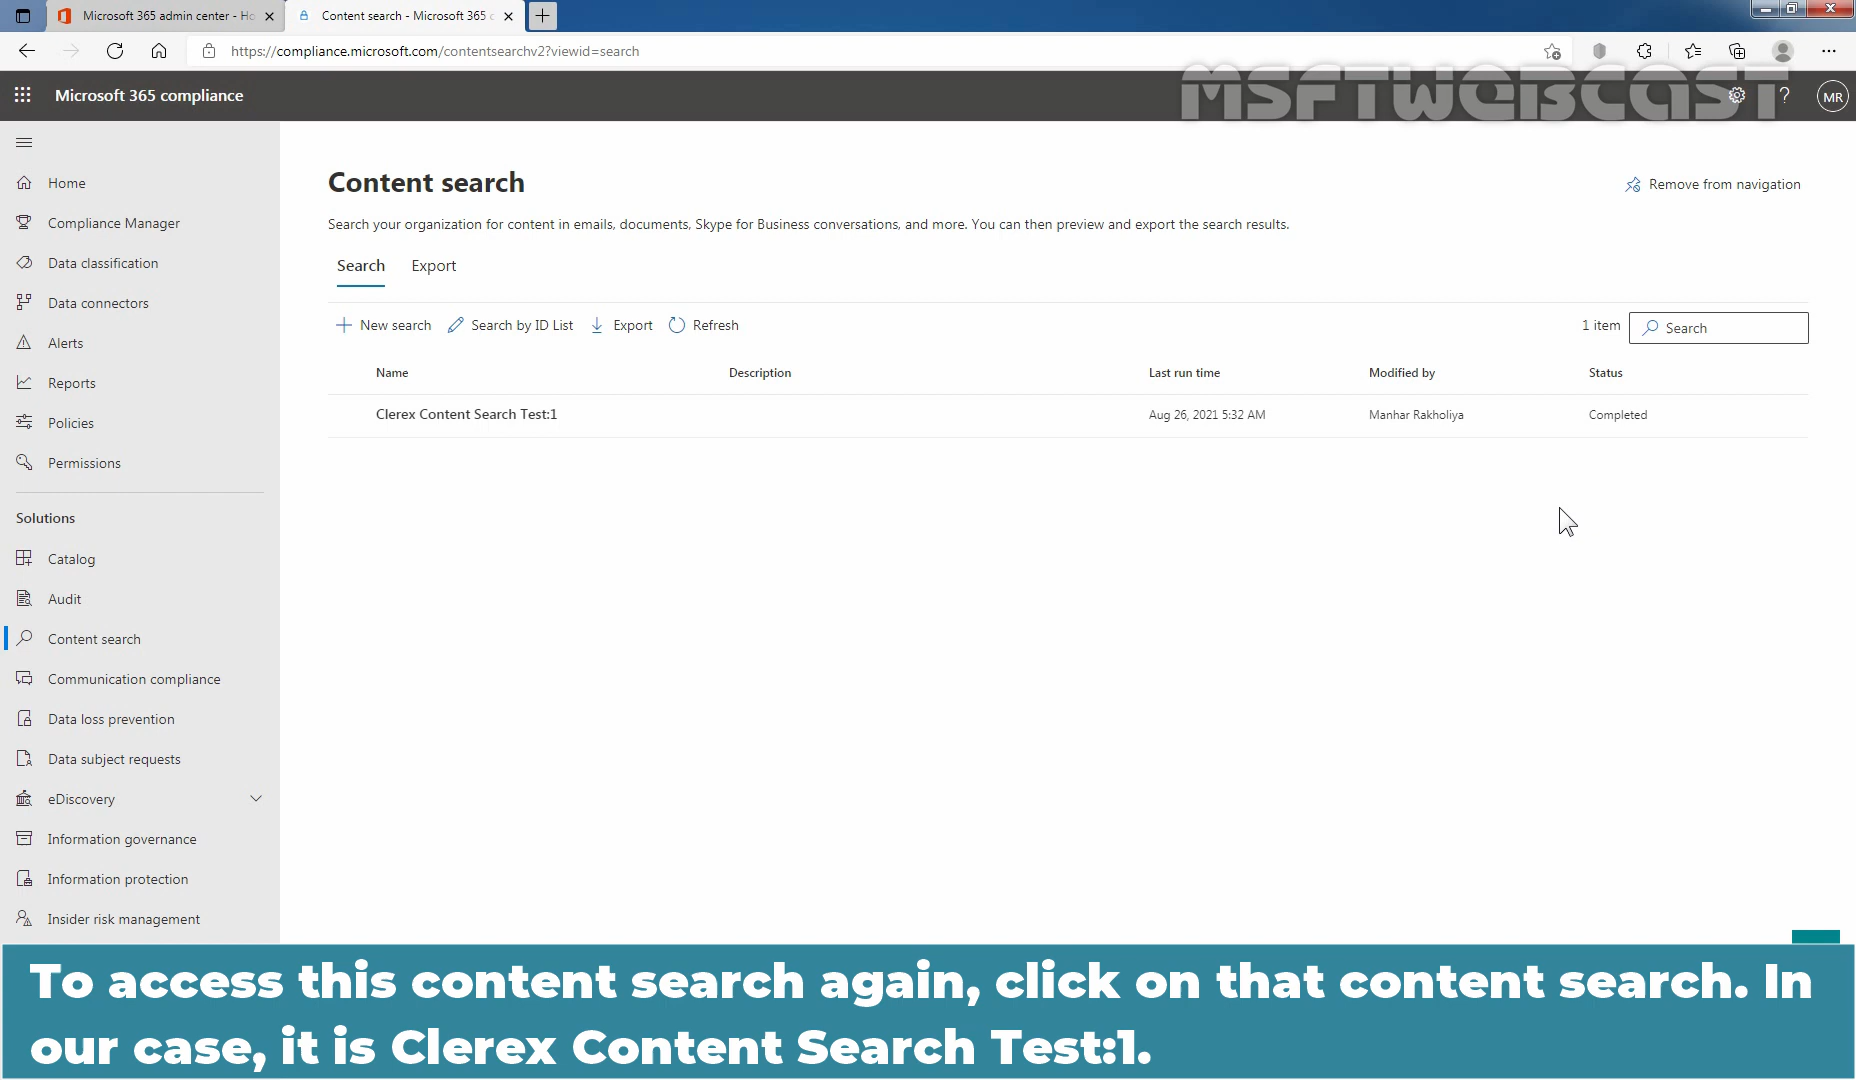 Microsoft 365 admin center - Ho
Content search - Microsoft 365 c
https://compliance.microsoft.com/contentsearchv2?viewid=search
Microsoft 365 compliance
MSFTWEBCAST
MR
Home
Compliance Manager
Data classification
Data connectors
Alerts
Reports
Policies
Permissions
Solutions
Catalog
Audit
Content search
Communication compliance
Data loss prevention
Data subject requests
eDiscovery
Information governance
Information protection
Insider risk management
Content search
Remove from navigation
Search your organization for content in emails, documents, Skype for Business conversations, and more. You can then preview and export the search results.
Search Export
New search Search by ID List Export Refresh 1 item Search
Name Description Last run time Modified by Status
Clerex Content Search Test:1 Aug 26, 2021 5:32 AM Manhar Rakholiya Completed
To access this content search again, click on that content search. In
our case, it is Clerex Content Search Test:1.